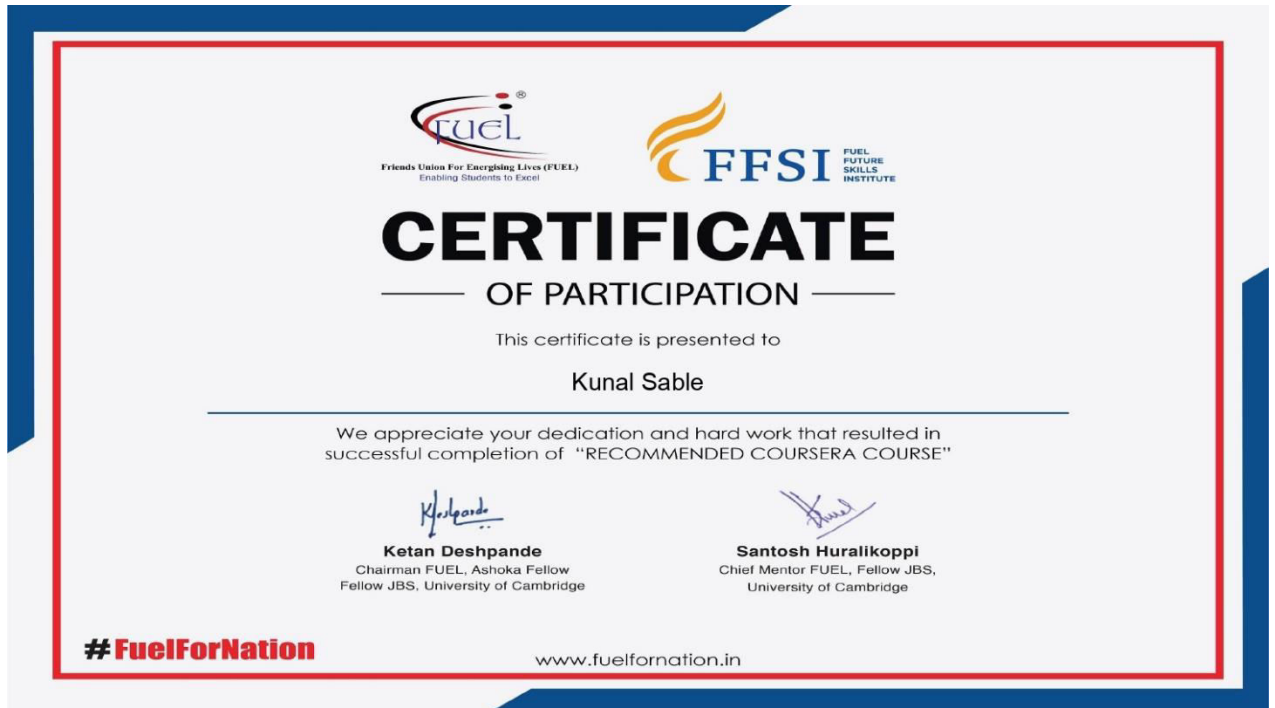 FUEL ®
Friends Union For Energising Lives (FUEL)
Enabling Students to Excel
FFSI FUEL
FUTURE
SKILLS
INSTITUTE
CERTIFICATE
OF PARTICIPATION
This certificate is presented to
Kunal Sable
We appreciate your dedication and hard work that resulted in
successful completion of “RECOMMENDED COURSERA COURSE”
Ketan Deshpande
Chairman FUEL, Ashoka Fellow
Fellow JBS, University of Cambridge
Santosh Huralikoppi
Chief Mentor FUEL, Fellow JBS,
University of Cambridge
#FuelForNation
www.fuelfornation.in